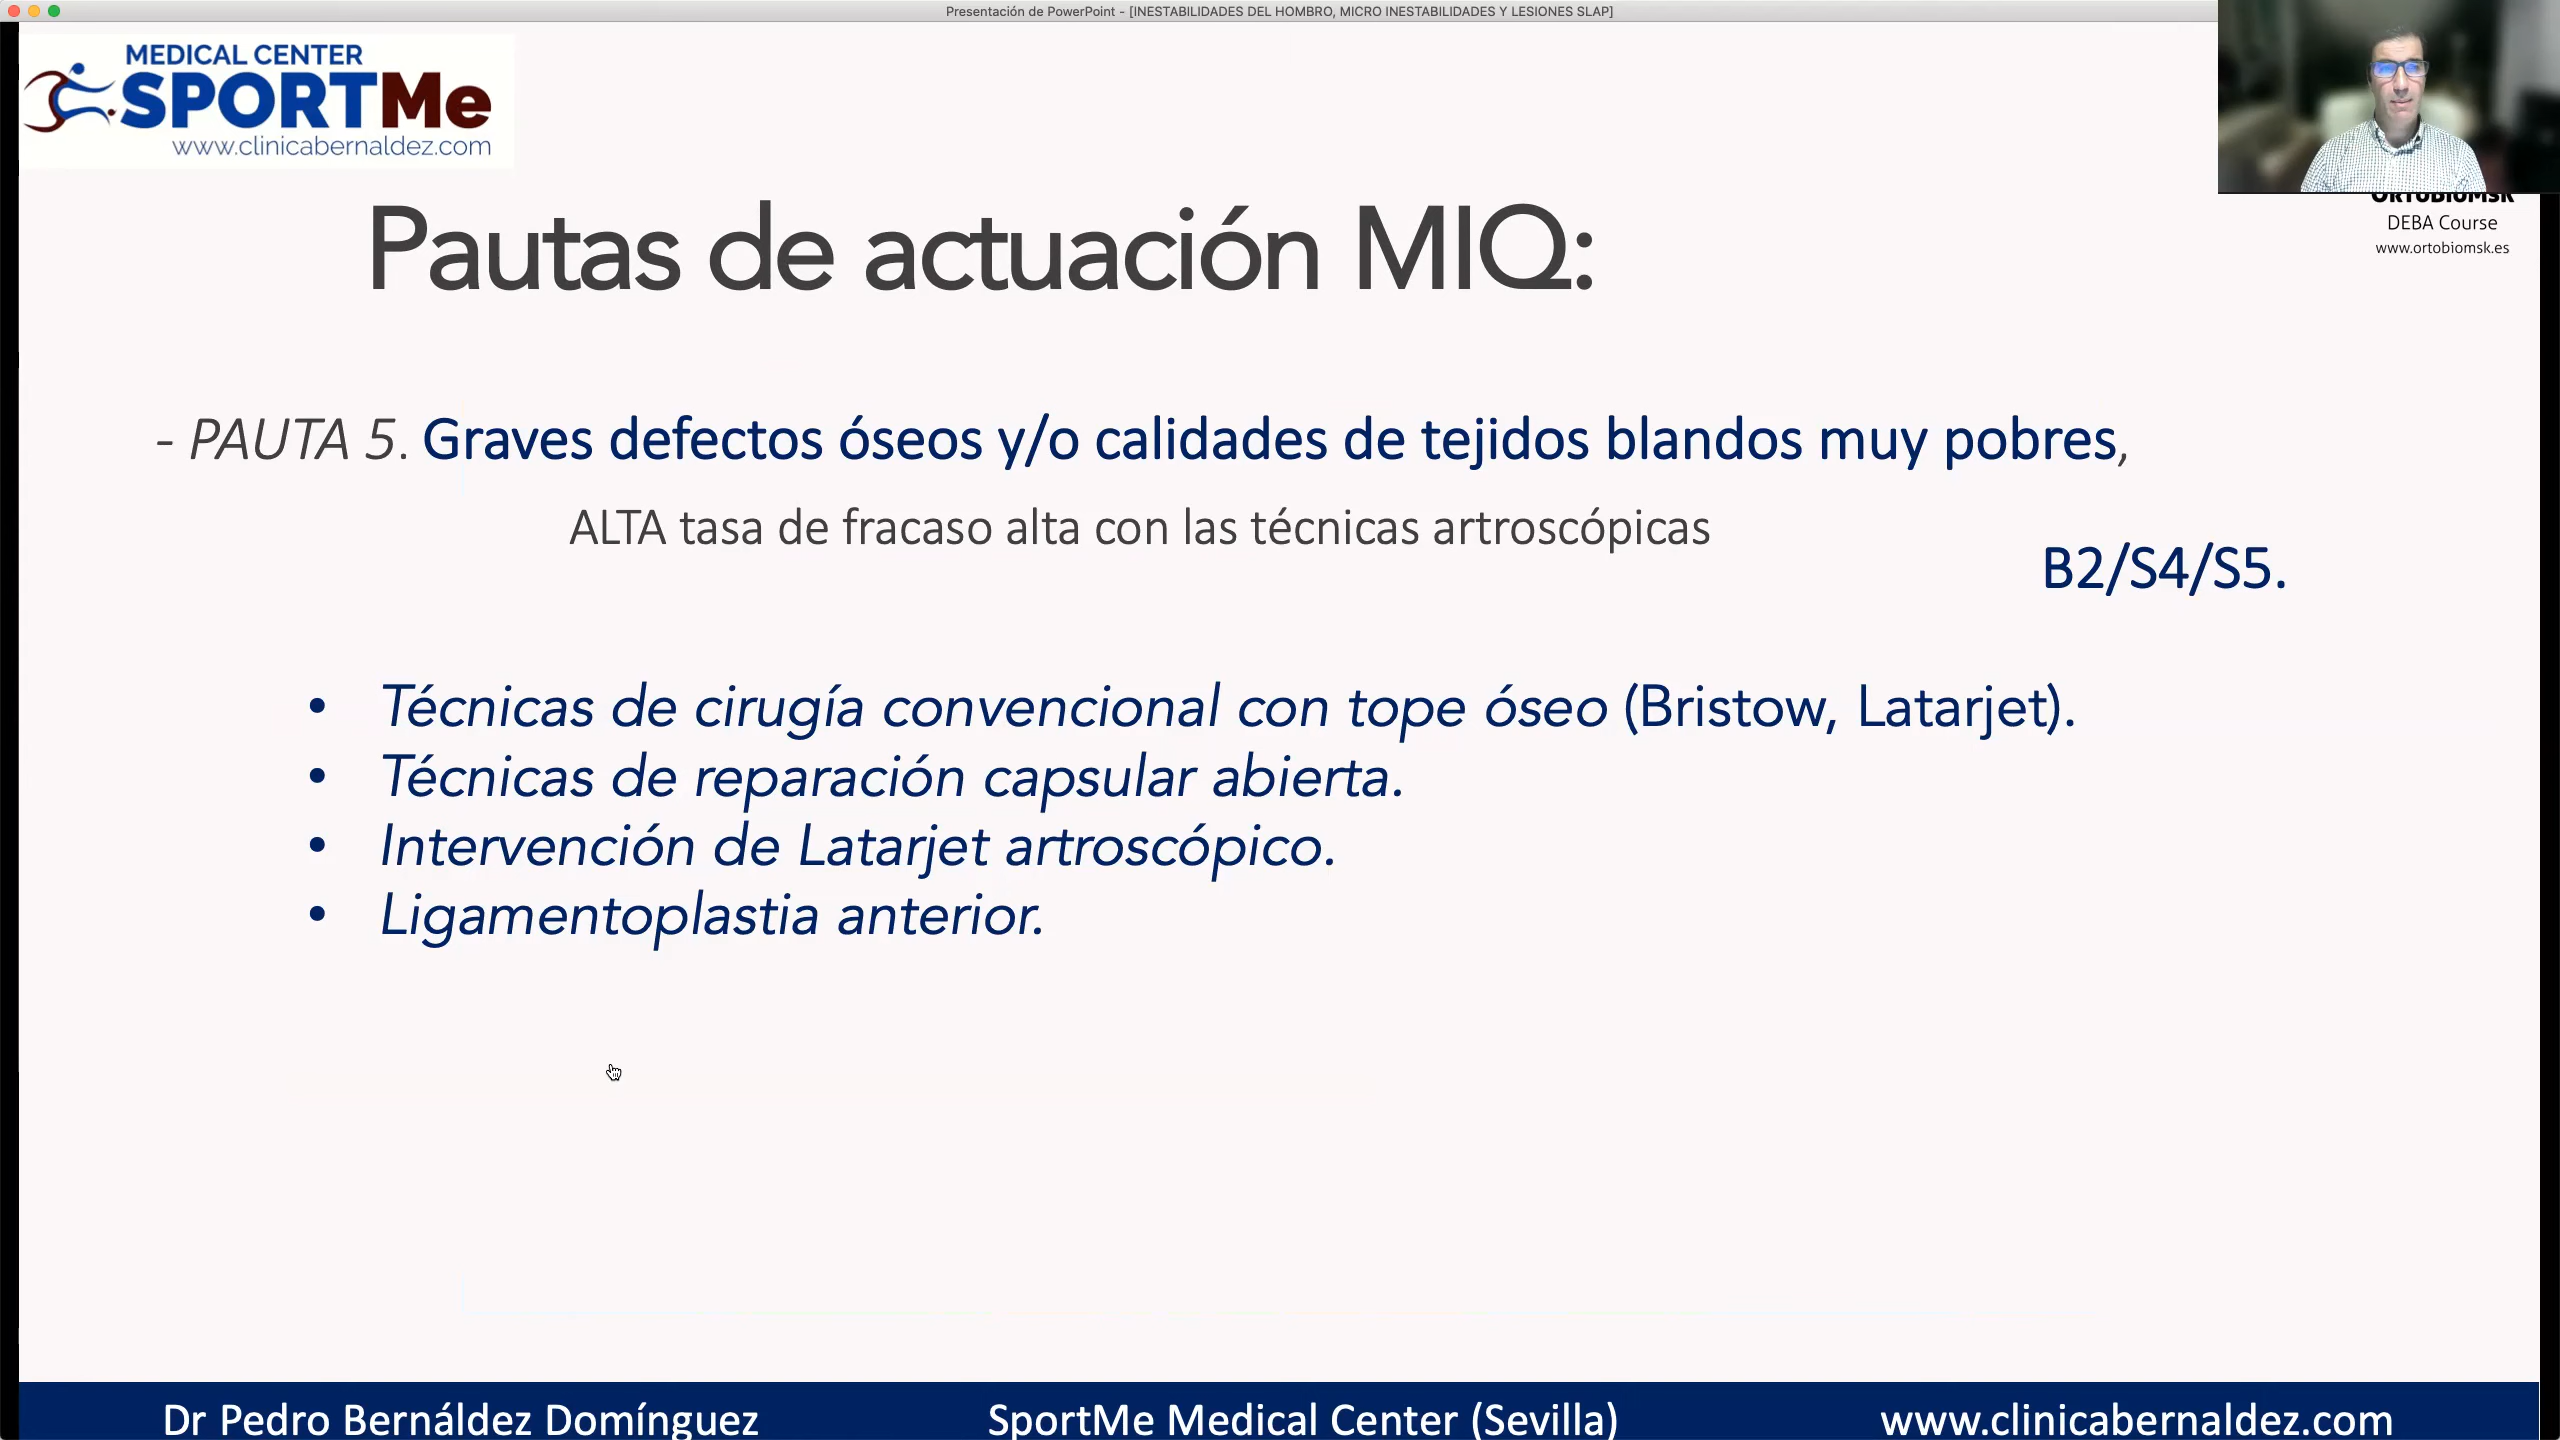 Presentación de PowerPoint - [INESTABILIDADES DEL HOMBRO, MICRO INESTABILIDADES Y LESIONES SLAP]
MEDICAL CENTER
SPORTMe
www.clinicabernaldez.com
ORTOBIOMSK
DEBA Course
www.ortobiomsk.es
Pautas de actuación MIQ:
- PAUTA 5. Graves defectos óseos y/o calidades de tejidos blandos muy pobres,
ALTA tasa de fracaso alta con las técnicas artroscópicas
B2/S4/S5.
• Técnicas de cirugía convencional con tope óseo (Bristow, Latarjet).
• Técnicas de reparación capsular abierta.
• Intervención de Latarjet artroscópico.
• Ligamentoplastia anterior.
Dr Pedro Bernáldez Domínguez SportMe Medical Center (Sevilla) www.clinicabernaldez.com